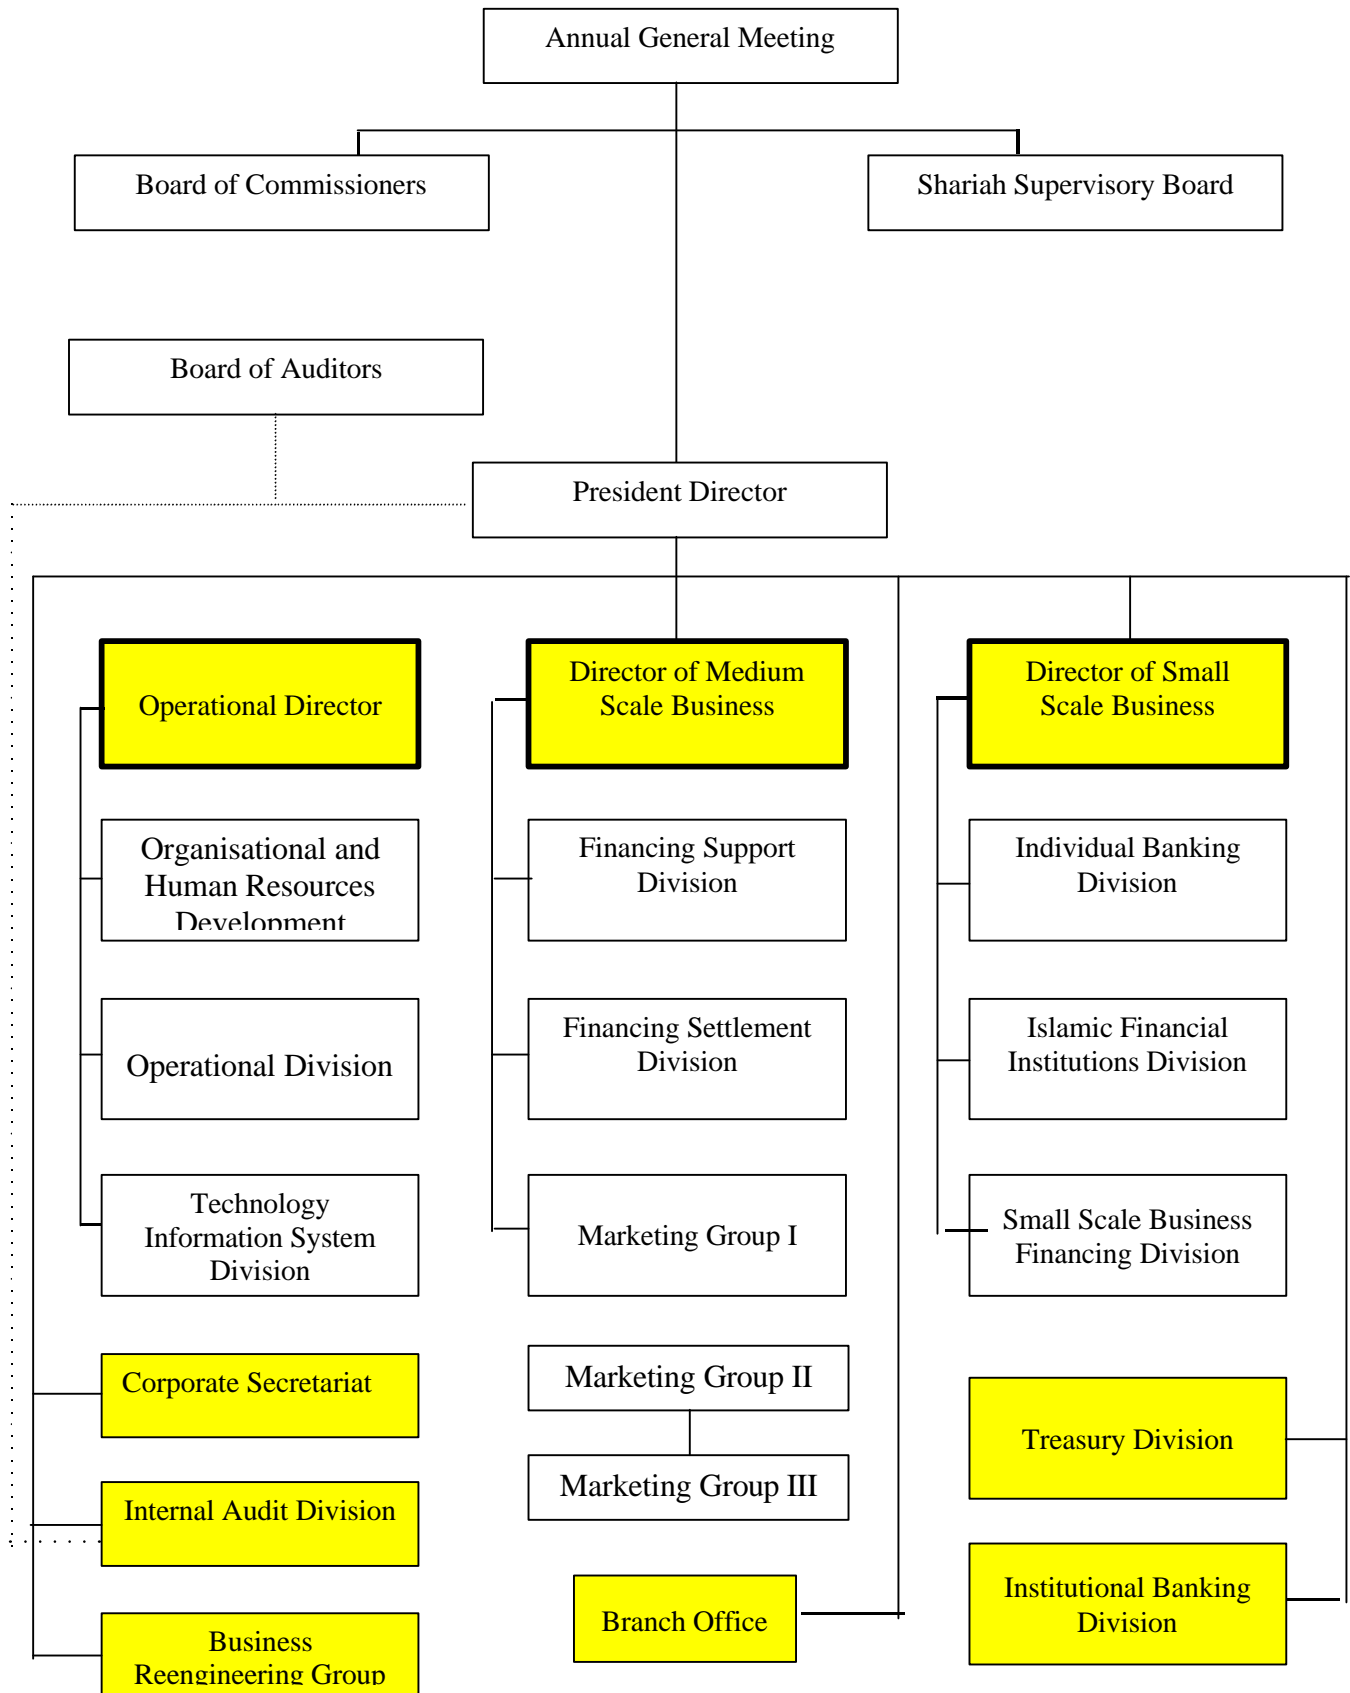 Annual General Meeting
Board of Commissioners
Shariah Supervisory Board
Board of Auditors
President Director
Operational Director
Director of Medium
Scale Business
Director of Small
Scale Business
Organisational and
Human Resources
Development
Financing Support
Division
Individual Banking
Division
Operational Division
Financing Settlement
Division
Islamic Financial
Institutions Division
Technology
Information System
Division
Marketing Group I
Small Scale Business
Financing Division
Corporate Secretariat
Marketing Group II
Treasury Division
Marketing Group III
Internal Audit Division
Branch Office
Institutional Banking
Division
Business
Reengineering Group